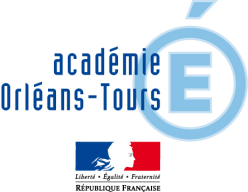 académie
Orléans-Tours
É
Liberté • Égalité • Fraternité
RÉPUBLIQUE FRANÇAISE